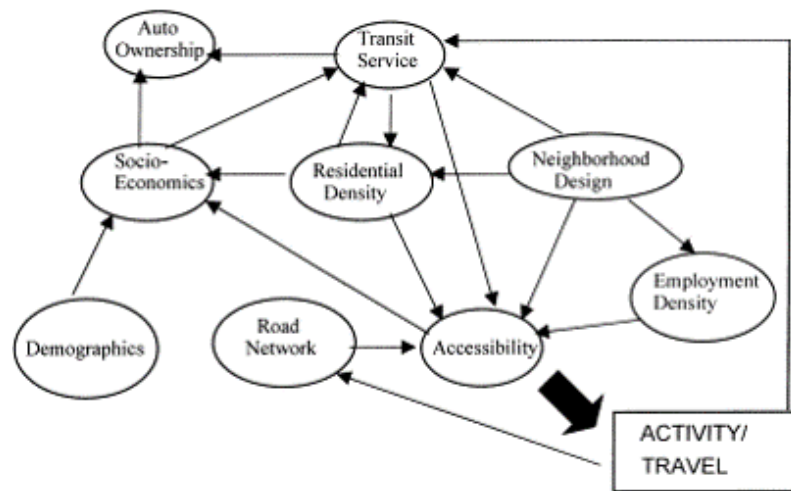 Auto
Ownership
Transit
Service
Socio-
Economics
Residential
Density
Neighborhood
Design
Employment
Density
Demographics
Road
Network
Accessibility
ACTIVITY/
TRAVEL